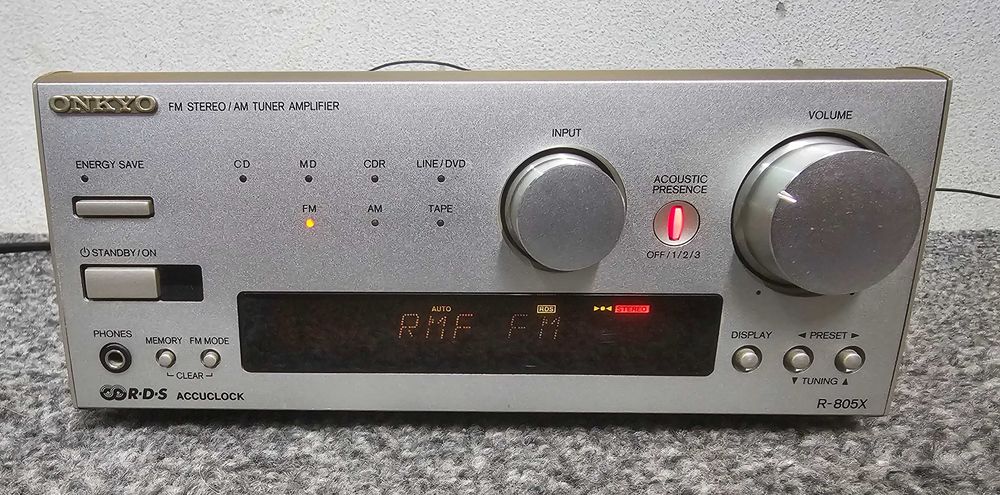 ONKYO FM STEREO / AM TUNER AMPLIFIER
VOLUME
INPUT
ENERGY SAVE
CD MD CDR LINE / DVD
ACOUSTIC
PRESENCE
FM AM TAPE
STANDBY / ON
OFF / 1 / 2 / 3
AUTO RDS STEREO
RMF FM
PHONES MEMORY FM MODE
CLEAR
DISPLAY ◄ PRESET ►
▼ TUNING ▲
R·D·S ACCUCLOCK
R-805X